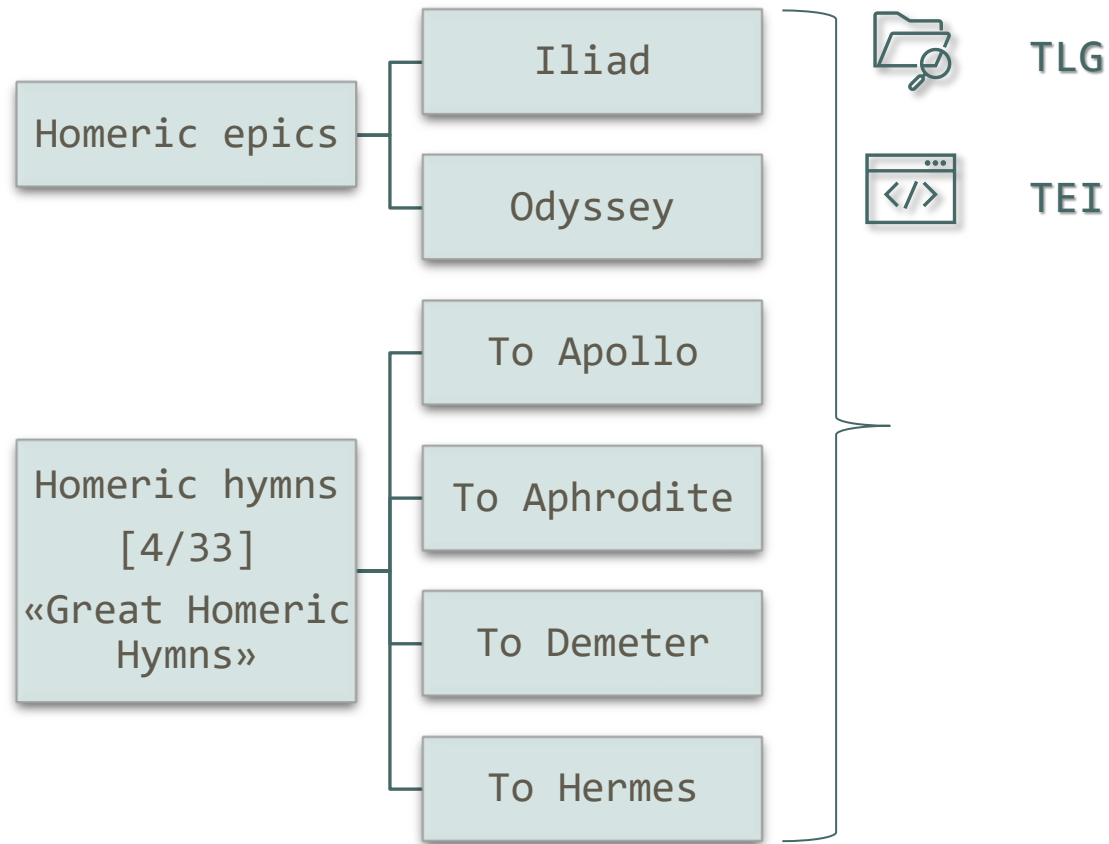 Homeric epics
Iliad
Odyssey
Homeric hymns
[4/33]
«Great Homeric
Hymns»
To Apollo
To Aphrodite
To Demeter
To Hermes
TLG
</>
TEI